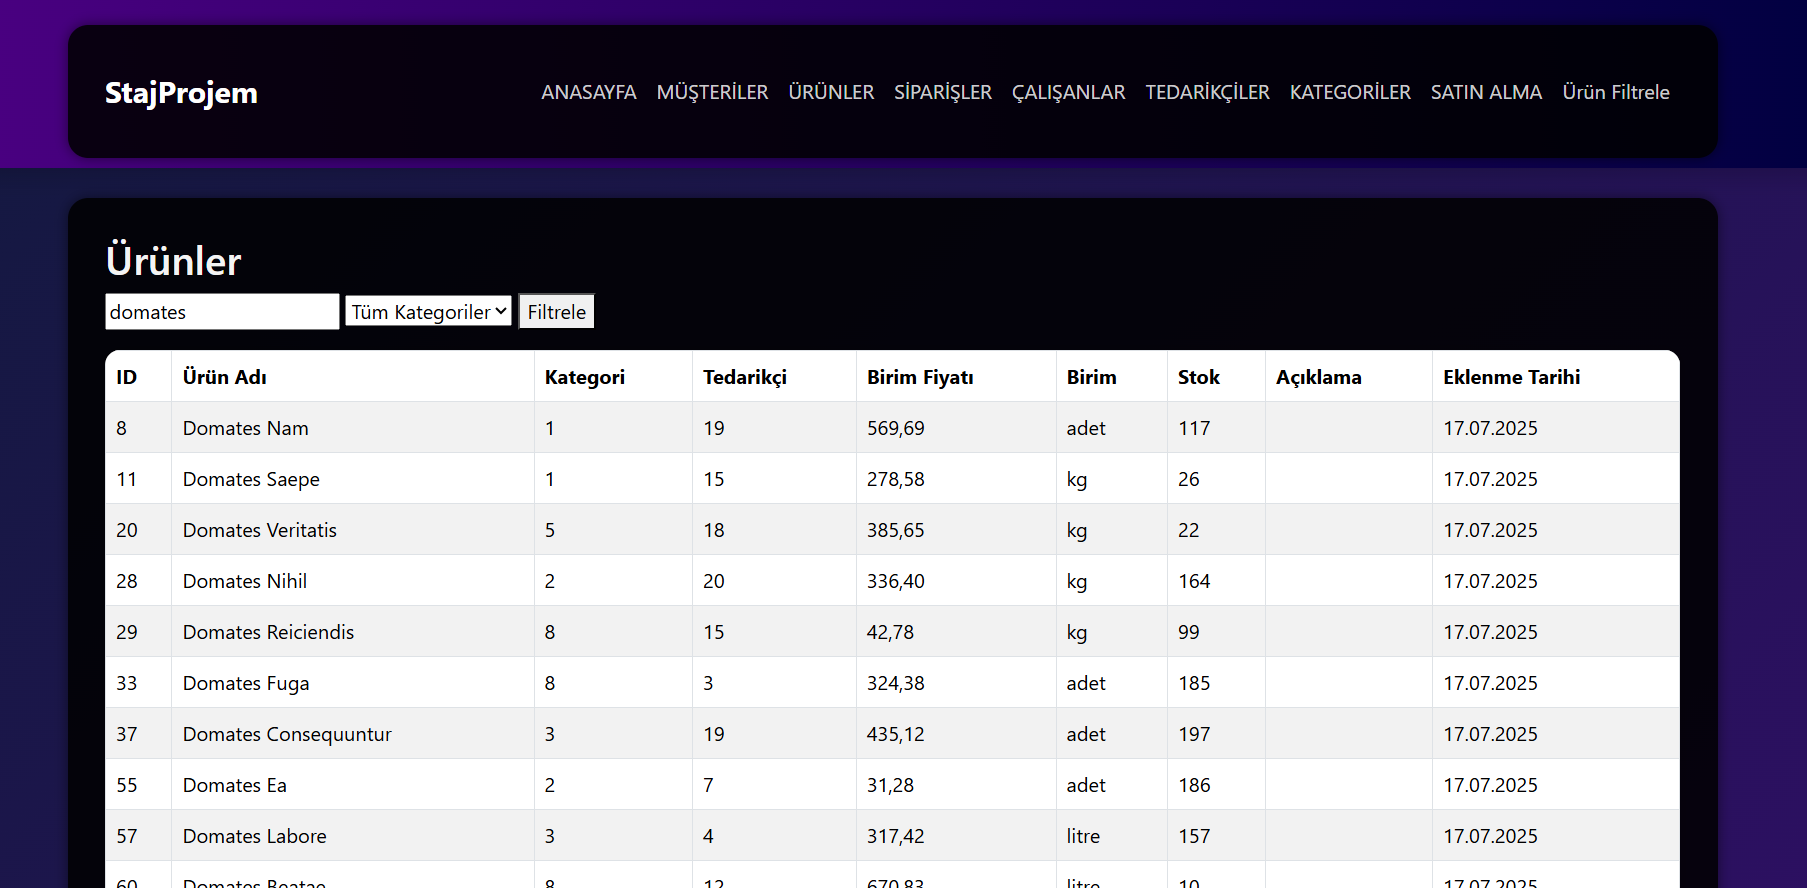 StajProjem
ANASAYFA MÜŞTERİLER ÜRÜNLER SİPARİŞLER ÇALIŞANLAR TEDARİKÇİLER KATEGORİLER SATIN ALMA Ürün Filtrele
Ürünler
domates Tüm Kategoriler Filtrele
ID Ürün Adı Kategori Tedarikçi Birim Fiyatı Birim Stok Açıklama Eklenme Tarihi
8 Domates Nam 1 19 569,69 adet 117 17.07.2025
11 Domates Saepe 1 15 278,58 kg 26 17.07.2025
20 Domates Veritatis 5 18 385,65 kg 22 17.07.2025
28 Domates Nihil 2 20 336,40 kg 164 17.07.2025
29 Domates Reiciendis 8 15 42,78 kg 99 17.07.2025
33 Domates Fuga 8 3 324,38 adet 185 17.07.2025
37 Domates Consequuntur 3 19 435,12 adet 197 17.07.2025
55 Domates Ea 2 7 31,28 adet 186 17.07.2025
57 Domates Labore 3 4 317,42 litre 157 17.07.2025
60 Domates Beatae 8 12 670,83 litre 10 17.07.2025